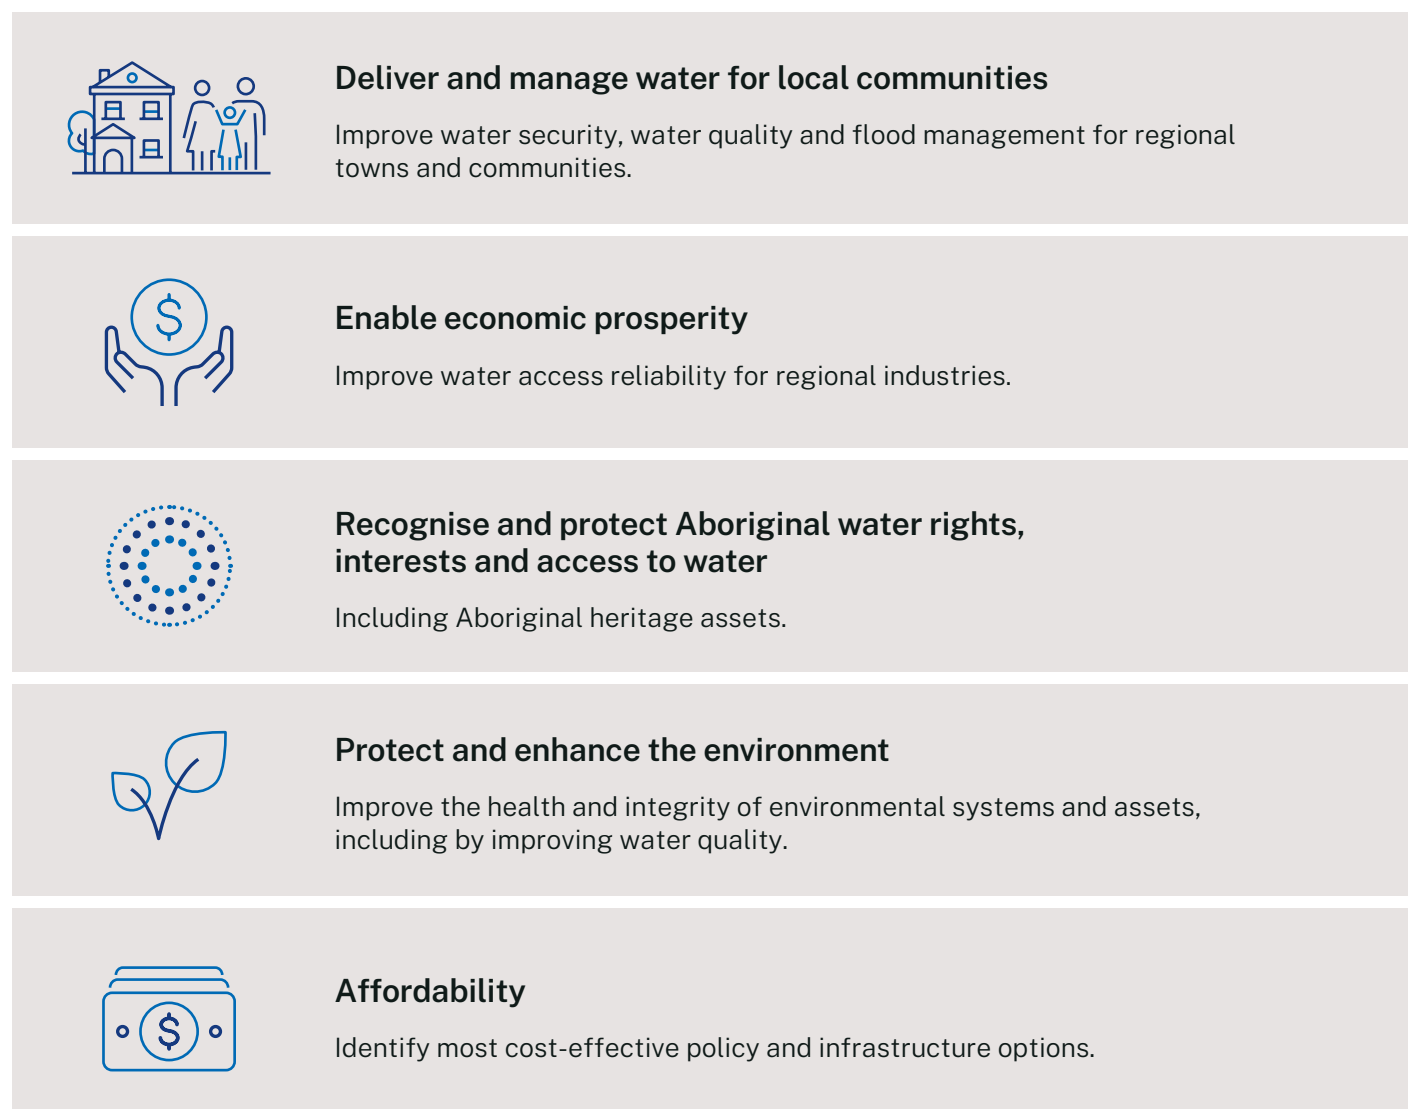 Deliver and manage water for local communities
Improve water security, water quality and flood management for regional
towns and communities.
$
Enable economic prosperity
Improve water access reliability for regional industries.
Recognise and protect Aboriginal water rights,
interests and access to water
Including Aboriginal heritage assets.
Protect and enhance the environment
Improve the health and integrity of environmental systems and assets,
including by improving water quality.
$
Affordability
Identify most cost-effective policy and infrastructure options.